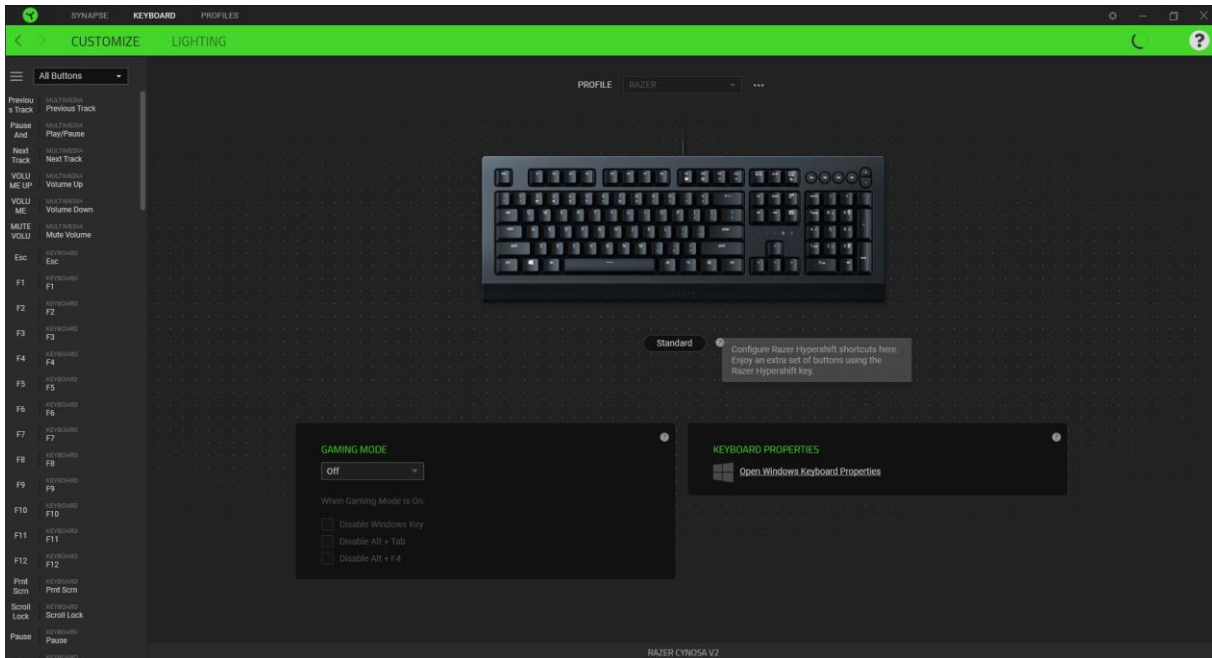 SYNAPSE KEYBOARD PROFILES
CUSTOMIZE LIGHTING
?
All Buttons
PROFILE RAZER
Previou
s Track
MULTIMEDIA
Previous Track
Pause
And
MULTIMEDIA
Play/Pause
Next
Track
MULTIMEDIA
Next Track
VOLU
ME UP
MULTIMEDIA
Volume Up
VOLU
ME
MULTIMEDIA
Volume Down
MUTE
VOLU
MULTIMEDIA
Mute Volume
Esc
KEYBOARD
Esc
F1
KEYBOARD
F1
F2
KEYBOARD
F2
F3
KEYBOARD
F3
F4
KEYBOARD
F4
F5
KEYBOARD
F5
F6
KEYBOARD
F6
F7
KEYBOARD
F7
F8
KEYBOARD
F8
F9
KEYBOARD
F9
F10
KEYBOARD
F10
F11
KEYBOARD
F11
F12
KEYBOARD
F12
Prnt
Scrn
KEYBOARD
Prnt Scrn
Scroll
Lock
KEYBOARD
Scroll Lock
Pause
KEYBOARD
Pause
KEYBOARD
Standard
?
Configure Razer Hypershift shortcuts here.
Enjoy an extra set of buttons using the
Razer Hypershift key.
GAMING MODE
?
Off
When Gaming Mode is On:
Disable Windows Key
Disable Alt + Tab
Disable Alt + F4
KEYBOARD PROPERTIES
?
Open Windows Keyboard Properties
RAZER CYNOSA V2